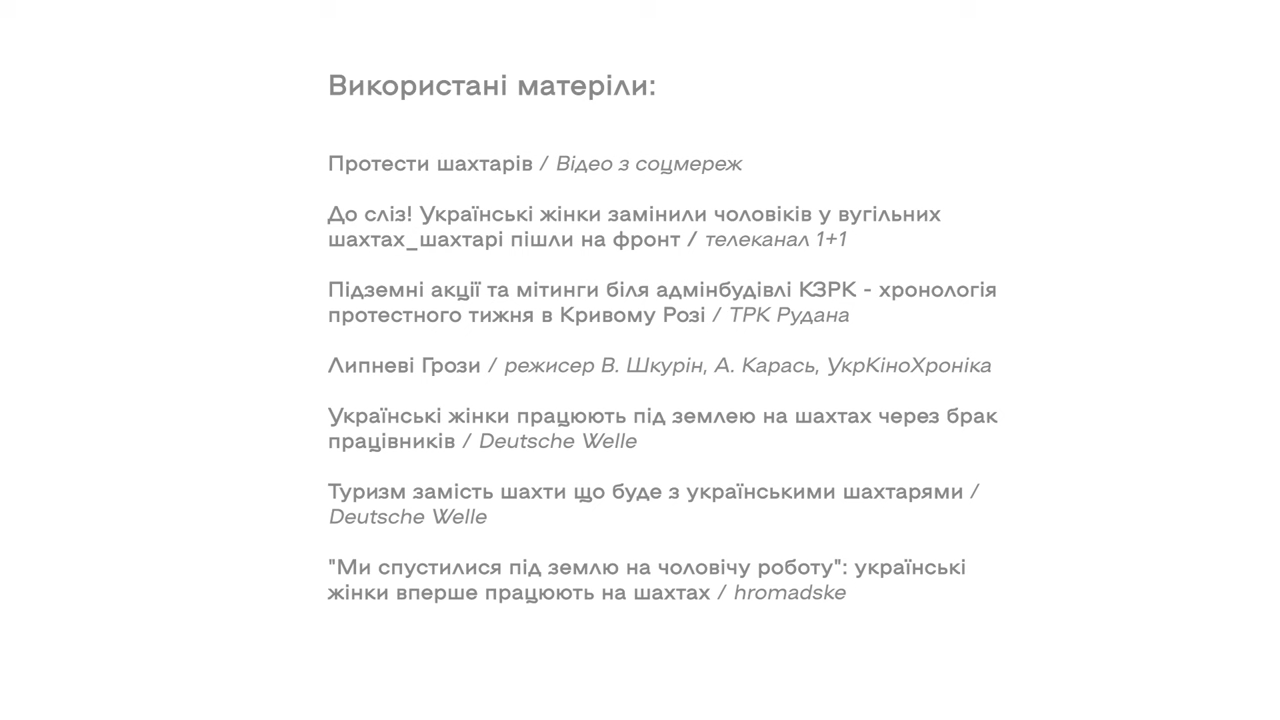 Використані матеріли:
Протести шахтарів / Відео з соцмереж
До сліз! Українські жінки замінили чоловіків у вугільних
шахтах_шахтарі пішли на фронт / телеканал 1+1
Підземні акції та мітинги біля адмінбудівлі КЗРК - хронологія
протестного тижня в Кривому Розі / ТРК Рудана
Липневі Грози / режисер В. Шкурін, А. Карась, УкрКіноХроніка
Українські жінки працюють під землею на шахтах через брак
працівників / Deutsche Welle
Туризм замість шахти що буде з українськими шахтарями /
Deutsche Welle
"Ми спустилися під землю на чоловічу роботу": українські
жінки вперше працюють на шахтах / hromadske